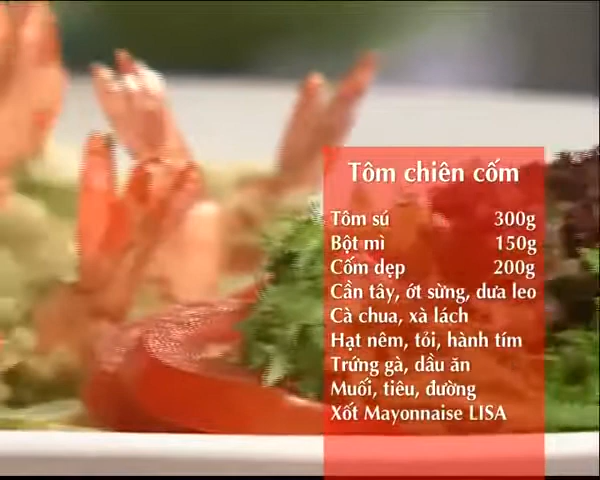 Tôm chiên cốm
Tôm sú 300g
Bột mì 150g
Cốm dẹp 200g
Cần tây, ớt sừng, dưa leo
Cà chua, xà lách
Hạt nêm, tỏi, hành tím
Trứng gà, dầu ăn
Muối, tiêu, đường
Xốt Mayonnaise LISA